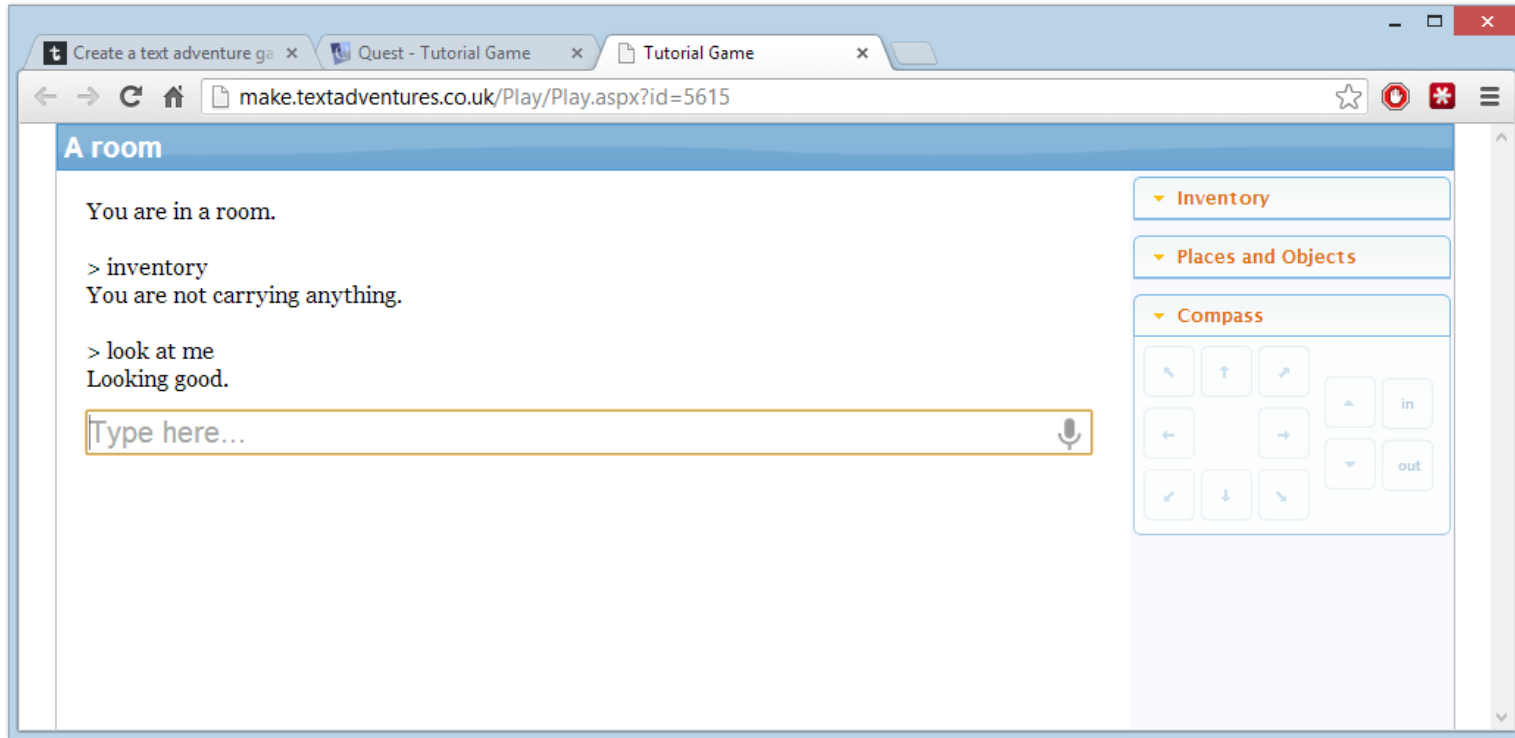 Create a text adventure ga
Quest - Tutorial Game
Tutorial Game
make.textadventures.co.uk/Play/Play.aspx?id=5615
A room
You are in a room.
> inventory
You are not carrying anything.
> look at me
Looking good.
Type here...
Inventory
Places and Objects
Compass
in
out